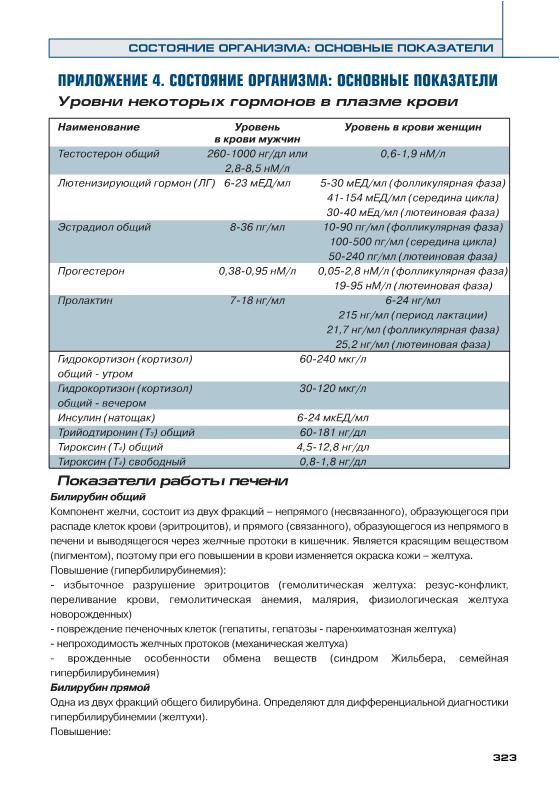 СОСТОЯНИЕ ОРГАНИЗМА: ОСНОВНЫЕ ПОКАЗАТЕЛИ
ПРИЛОЖЕНИЕ 4. СОСТОЯНИЕ ОРГАНИЗМА: ОСНОВНЫЕ ПОКАЗАТЕЛИ
Уровни некоторых гормонов в плазме крови
Наименование Уровень Уровень в крови женщин
в крови мужчин
Тестостерон общий 260-1000 нг/дл или 0,6-1,9 нМ/л
2,8-8,5 нМ/л
Лютенизирующий гормон (ЛГ) 6-23 мЕД/мл 5-30 мЕД/мл (фолликулярная фаза)
41-154 мЕД/мл (середина цикла)
30-40 мЕд/мл (лютеиновая фаза)
Эстрадиол общий 8-36 пг/мл 10-90 пг/мл (фолликулярная фаза)
100-500 пг/мл (середина цикла)
50-240 пг/мл (лютеиновая фаза)
Прогестерон 0,38-0,95 нМ/л 0,05-2,8 нМ/л (фолликулярная фаза)
19-95 нМ/л (лютеиновая фаза)
Пролактин 7-18 нг/мл 6-24 нг/мл
215 нг/мл (период лактации)
21,7 нг/мл (фолликулярная фаза)
25,2 нг/мл (лютеиновая фаза)
Гидрокортизон (кортизол) 60-240 мкг/л
общий - утром
Гидрокортизон (кортизол) 30-120 мкг/л
общий - вечером
Инсулин (натощак) 6-24 мкЕД/мл
Трийодтиронин (Т₃) общий 60-181 нг/дл
Тироксин (Т₄) общий 4,5-12,8 нг/дл
Тироксин (Т₄) свободный 0,8-1,8 нг/дл
Показатели работы печени
Билирубин общий
Компонент желчи, состоит из двух фракций – непрямого (несвязанного), образующегося при
распаде клеток крови (эритроцитов), и прямого (связанного), образующегося из непрямого в
печени и выводящегося через желчные протоки в кишечник. Является красящим веществом
(пигментом), поэтому при его повышении в крови изменяется окраска кожи – желтуха.
Повышение (гипербилирубинемия):
- избыточное разрушение эритроцитов (гемолитическая желтуха: резус-конфликт,
переливание крови, гемолитическая анемия, малярия, физиологическая желтуха
новорожденных)
- повреждение печеночных клеток (гепатиты, гепатозы - паренхиматозная желтуха)
- непроходимость желчных протоков (механическая желтуха)
- врожденные особенности обмена веществ (синдром Жильбера, семейная
гипербилирубинемия)
Билирубин прямой
Одна из двух фракций общего билирубина. Определяют для дифференциальной диагностики
гипербилирубинемии (желтухи).
Повышение:
323